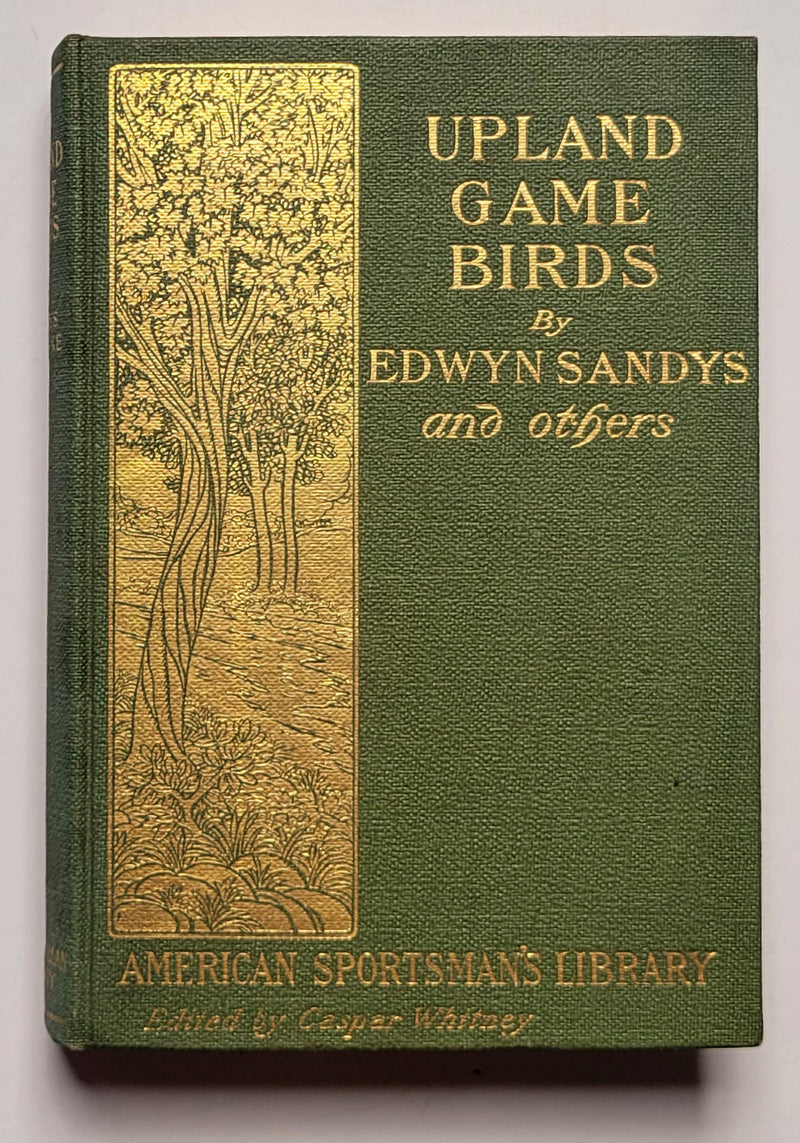 UPLAND
GAME
BIRDS
By
EDWYN SANDYS
and others
AMERICAN SPORTSMAN'S LIBRARY
Edited by Caspar Whitney